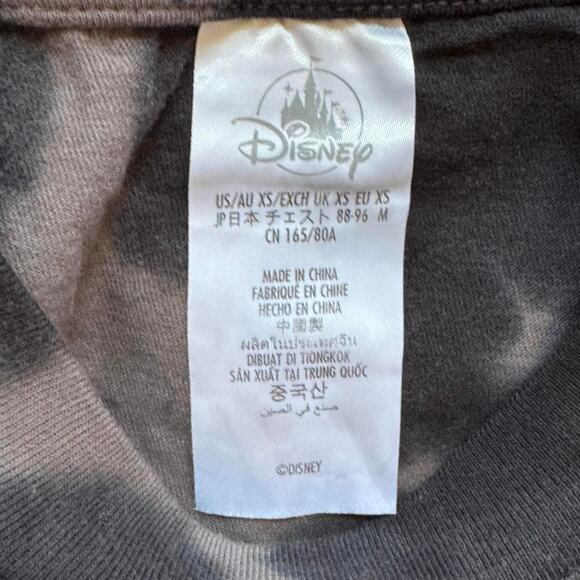 Disney
US/AU XS/EXCH UK XS EU XS
JP日本 チェスト 88-96 M
CN 165/80A
MADE IN CHINA
FABRIQUÉ EN CHINE
HECHO EN CHINA
中國製
ผลิตในประเทศจีน
DIBUAT DI TIONGKOK
SẢN XUẤT TẠI TRUNG QUỐC
중국산
صنع في الصين
©DISNEY